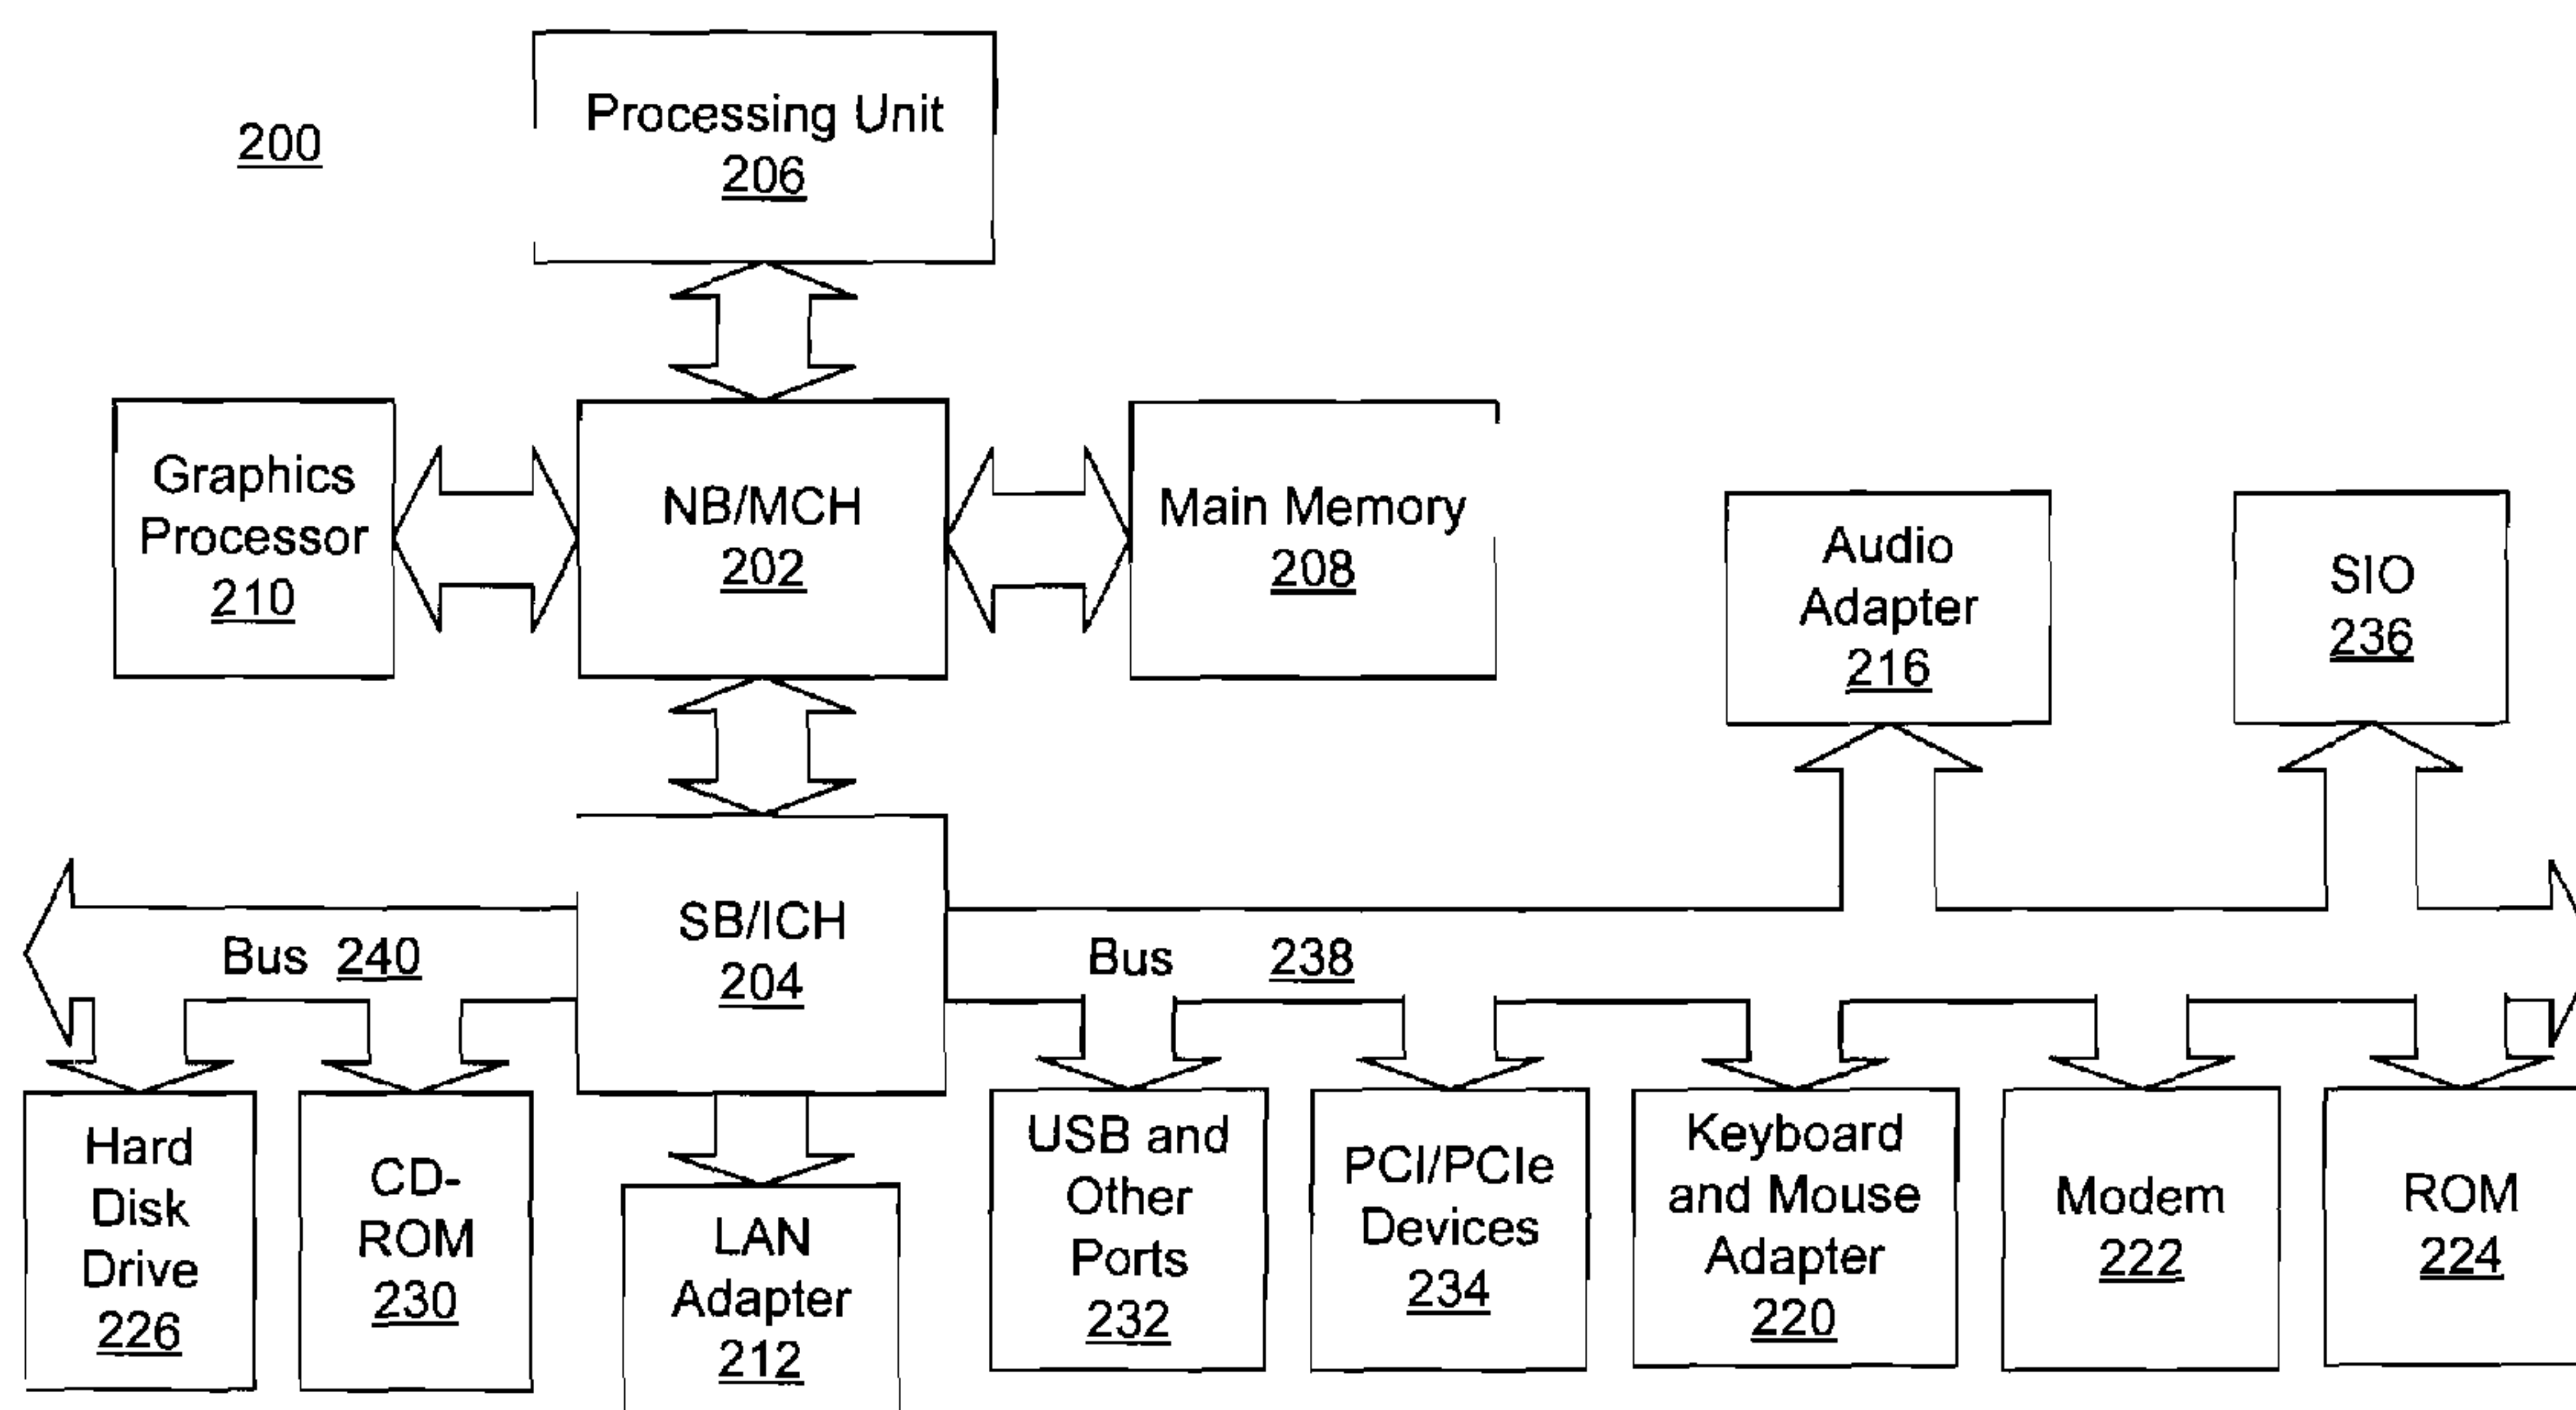 Processing Unit
206
200
Graphics
Processor
210
NB/MCH
202
Main Memory
208
Audio
Adapter
216
SIO
236
Bus 240
SB/ICH
204
Bus 238
Hard
Disk
Drive
226
CD-
ROM
230
LAN
Adapter
212
USB and
Other
Ports
232
PCI/PCIe
Devices
234
Keyboard
and Mouse
Adapter
220
Modem
222
ROM
224